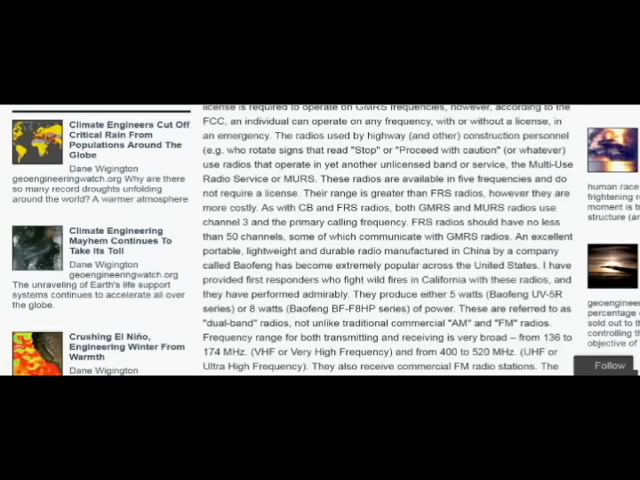 Climate Engineers Cut Off
Critical Rain From
Populations Around The
Globe
Dane Wigington
geoengineeringwatch.org Why are there
so many record droughts unfolding
around the world? A warmer atmosphere
Climate Engineering
Mayhem Continues To
Take Its Toll
Dane Wigington
geoengineeringwatch.org
The unraveling of Earth's life support
systems continues to accelerate all over
the globe.
Crushing El Niño,
Engineering Winter From
Warmth
Dane Wigington
license is required to operate on GMRS frequencies, however, according to the
FCC, an individual can operate on any frequency, with or without a license, in
an emergency. The radios used by highway (and other) construction personnel
(e.g. who rotate signs that read "Stop" or "Proceed with caution" (or whatever)
use radios that operate in yet another unlicensed band or service, the Multi-Use
Radio Service or MURS. These radios are available in five frequencies and do
not require a license. Their range is greater than FRS radios, however they are
more costly. As with CB and FRS radios, both GMRS and MURS radios use
channel 3 and the primary calling frequency. FRS radios should have no less
than 50 channels, some of which communicate with GMRS radios. An excellent
portable, lightweight and durable radio manufactured in China by a company
called Baofeng has become extremely popular across the United States. I have
provided first responders who fight wild fires in California with these radios, and
they have performed admirably. They produce either 5 watts (Baofeng UV-5R
series) or 8 watts (Baofeng BF-F8HP series) of power. These are referred to as
"dual-band" radios, not unlike traditional commercial "AM" and "FM" radios.
Frequency range for both transmitting and receiving is very broad – from 136 to
174 MHz. (VHF or Very High Frequency) and from 400 to 520 MHz. (UHF or
Ultra High Frequency). They also receive commercial FM radio stations. The
human race
frightening r
moment is t
structure (an
geoengineer
percentage
sold out to t
controlling t
objective of
Follow